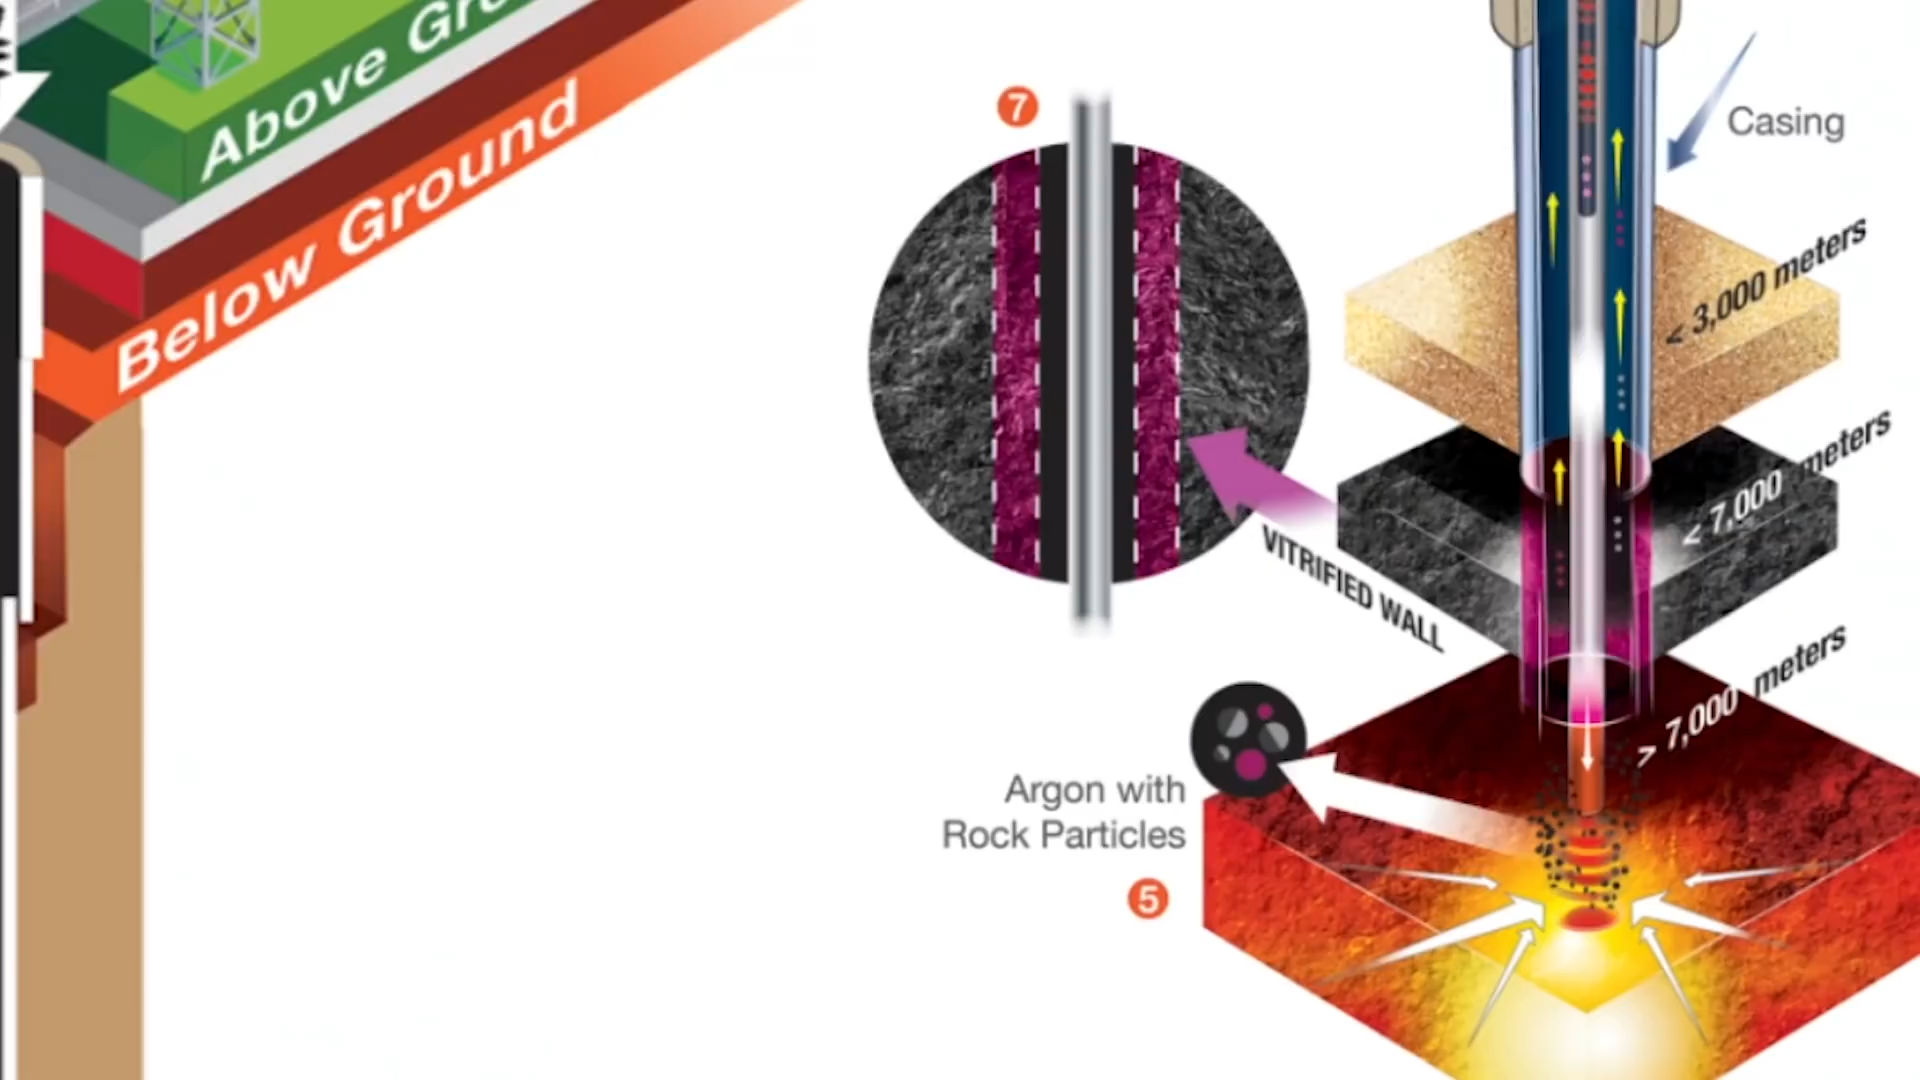 Above Gro
Below Ground
7
Casing
< 3,000 meters
< 7,000 meters
VITRIFIED WALL
> 7,000 meters
Argon with
Rock Particles
5